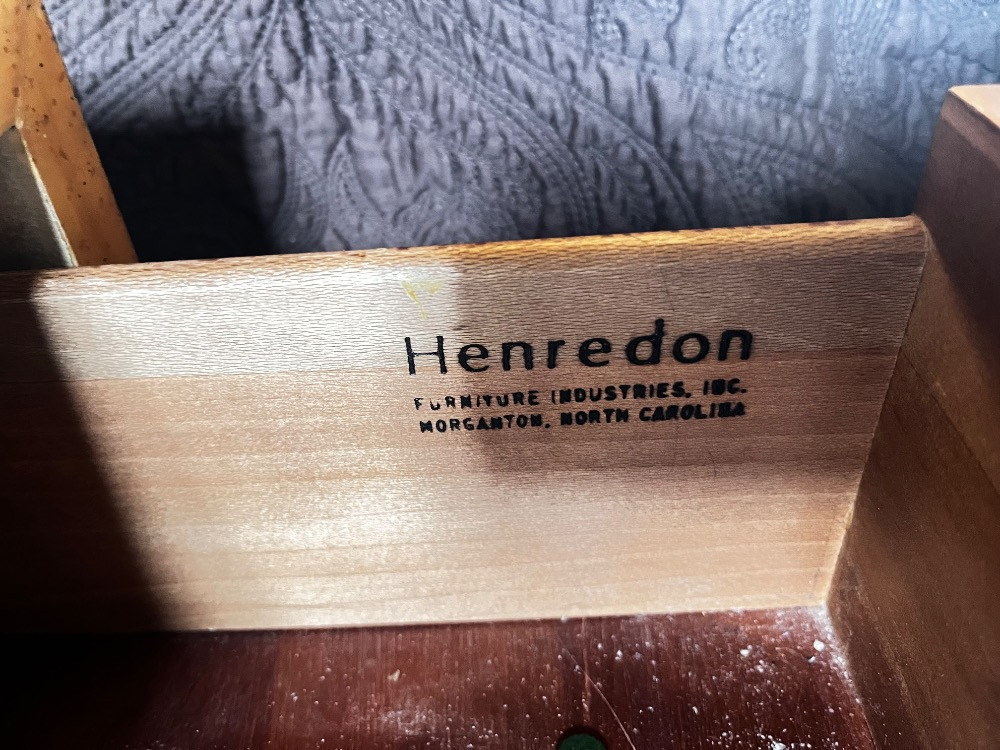 Henredon
FURNITURE INDUSTRIES, INC.
MORGANTON, NORTH CAROLINA